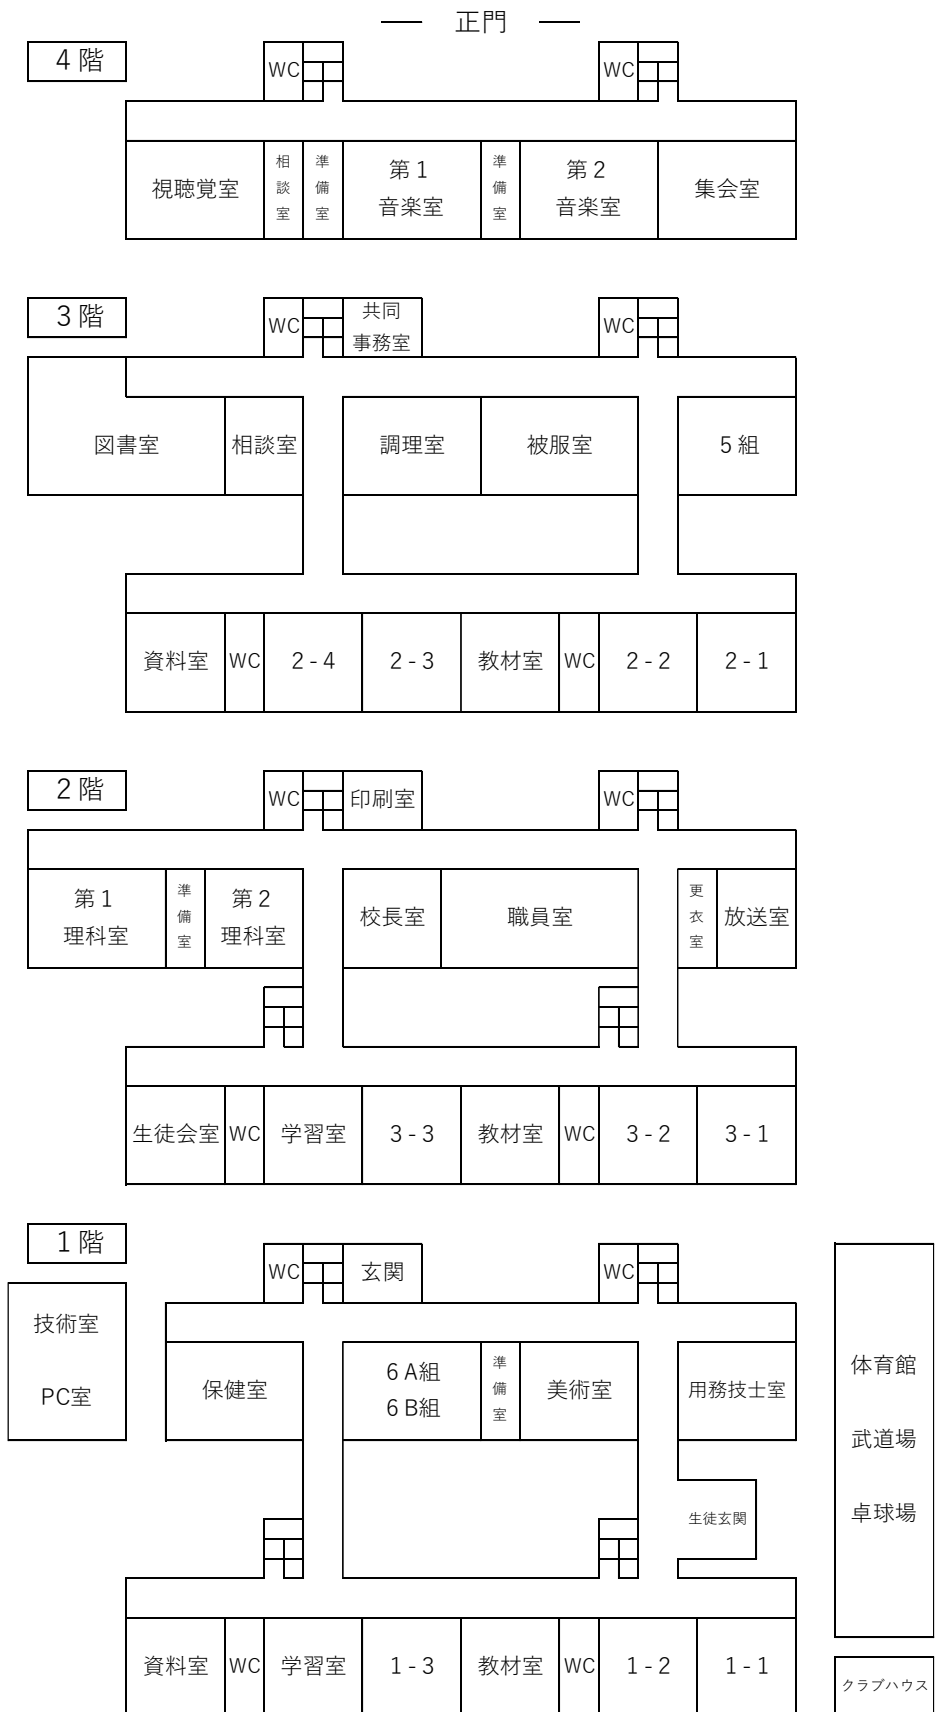 正門
4階
WC
WC
視聴覚室
相談室
準備室
第1
音楽室
準備室
第2
音楽室
集会室
3階
WC
共同
事務室
WC
図書室
相談室
調理室
被服室
5組
資料室
WC
2-4
2-3
教材室
WC
2-2
2-1
2階
WC
印刷室
WC
第1
理科室
準備室
第2
理科室
校長室
職員室
更衣室
放送室
生徒会室
WC
学習室
3-3
教材室
WC
3-2
3-1
1階
WC
玄関
WC
技術室
PC室
保健室
6A組
6B組
準備室
美術室
用務技士室
体育館
武道場
卓球場
生徒玄関
資料室
WC
学習室
1-3
教材室
WC
1-2
1-1
クラブハウス